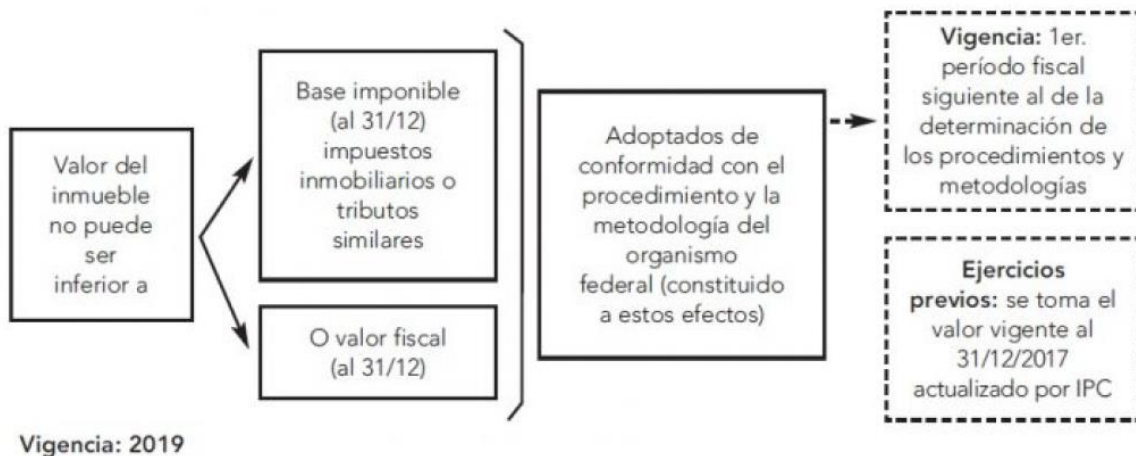 Valor del
inmueble
no puede
ser
inferior a
Base imponible
(al 31/12)
impuestos
inmobiliarios o
tributos
similares
O valor fiscal
(al 31/12)
Adoptados de
conformidad con el
procedimiento y la
metodología del
organismo
federal (constituido
a estos efectos)
Vigencia: 1er.
período fiscal
siguiente al de la
determinación de
los procedimientos y
metodologías
Ejercicios
previos: se toma el
valor vigente al
31/12/2017
actualizado por IPC
Vigencia: 2019